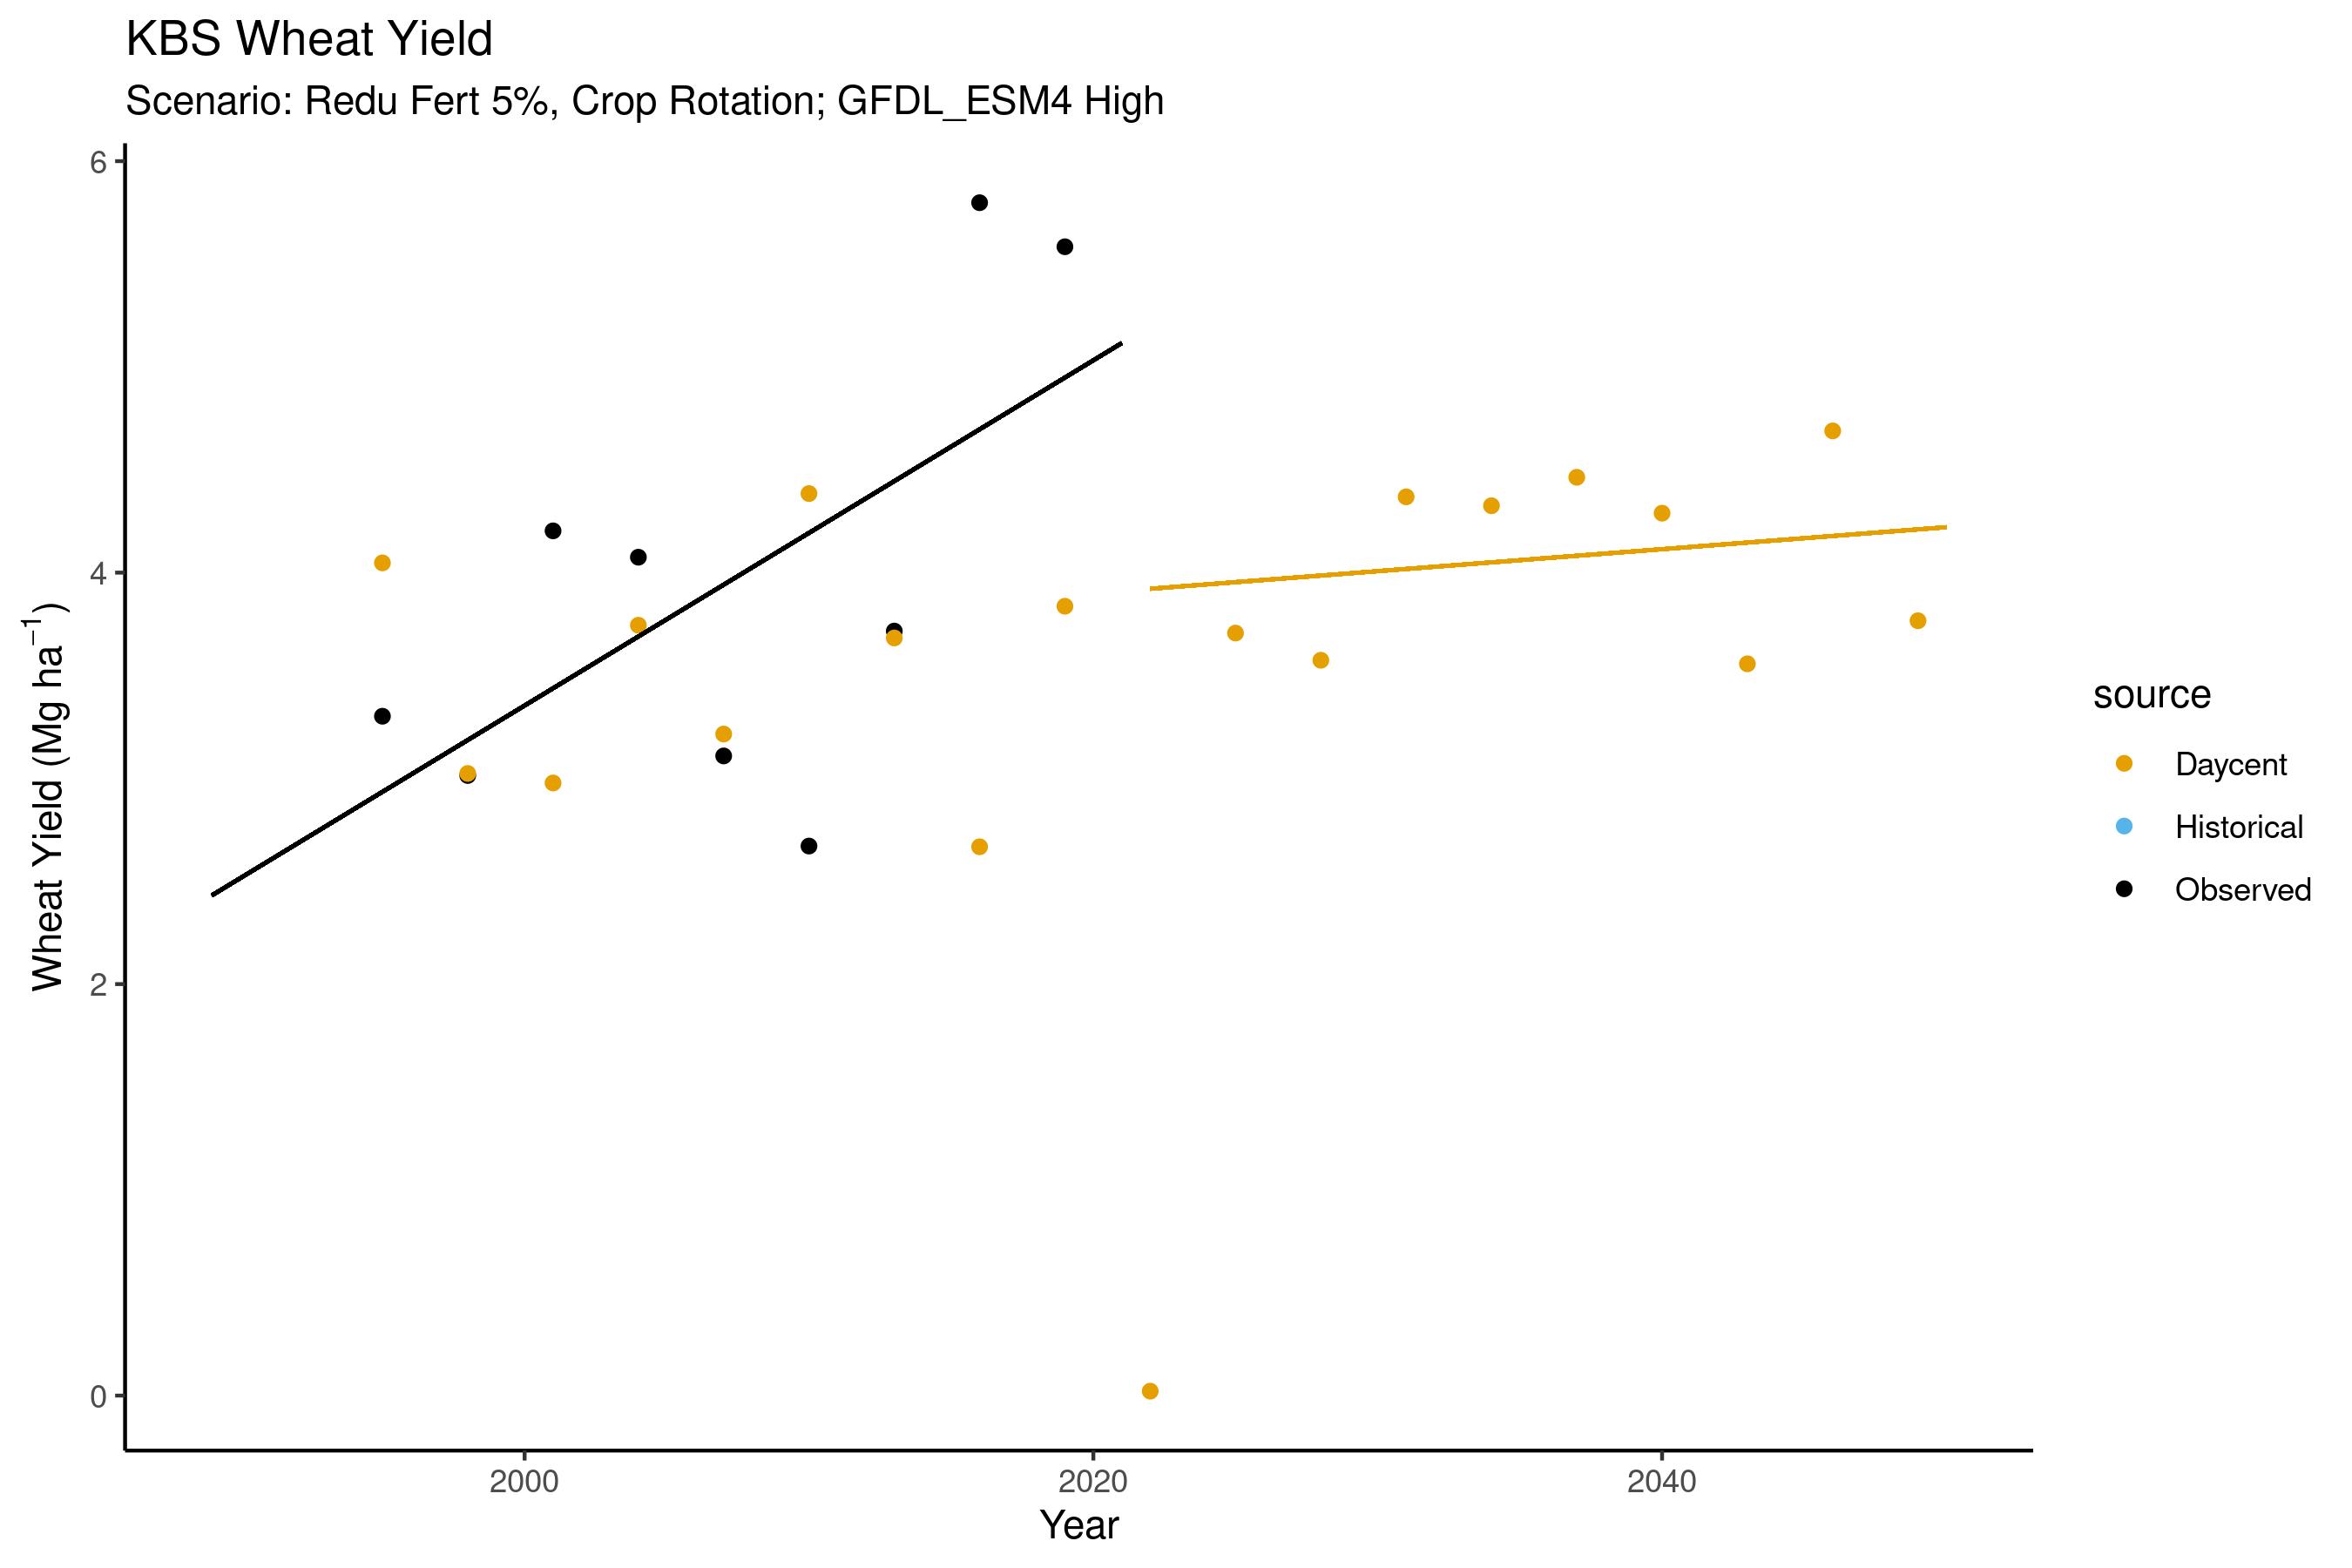 KBS Wheat Yield
Scenario: Redu Fert 5%, Crop Rotation; GFDL_ESM4 High
Wheat Yield (Mg ha⁻¹)
6
4
2
0
2000 2020 2040
Year
source
Daycent
Historical
Observed